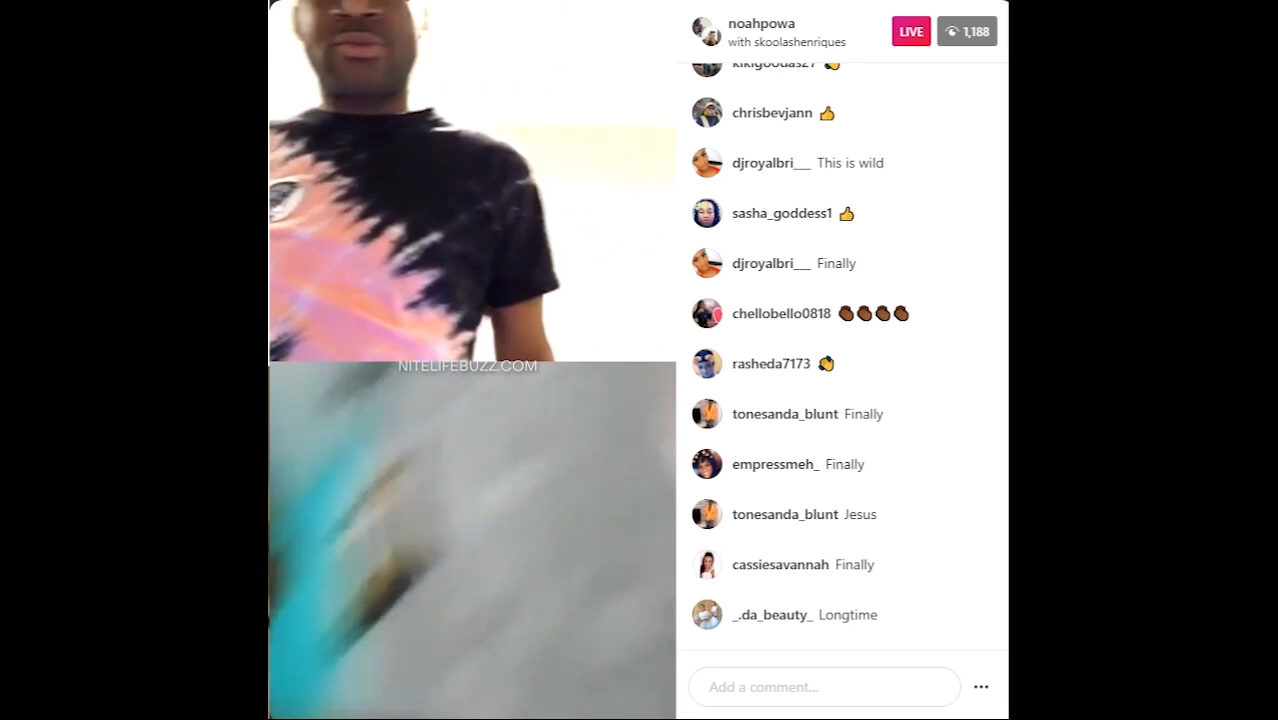 noahpowa
with skoolashenriques
LIVE
1,188
kikigoodas27
chrisbevjann 👍
djroyalbri___ This is wild
sasha_goddess1 👍
djroyalbri___ Finally
chellobello0818
rasheda7173
tonesanda_blunt Finally
empressmeh_ Finally
tonesanda_blunt Jesus
cassiesavannah Finally
_.da_beauty_ Longtime
Add a comment...
NITELIFEBUZZ.COM